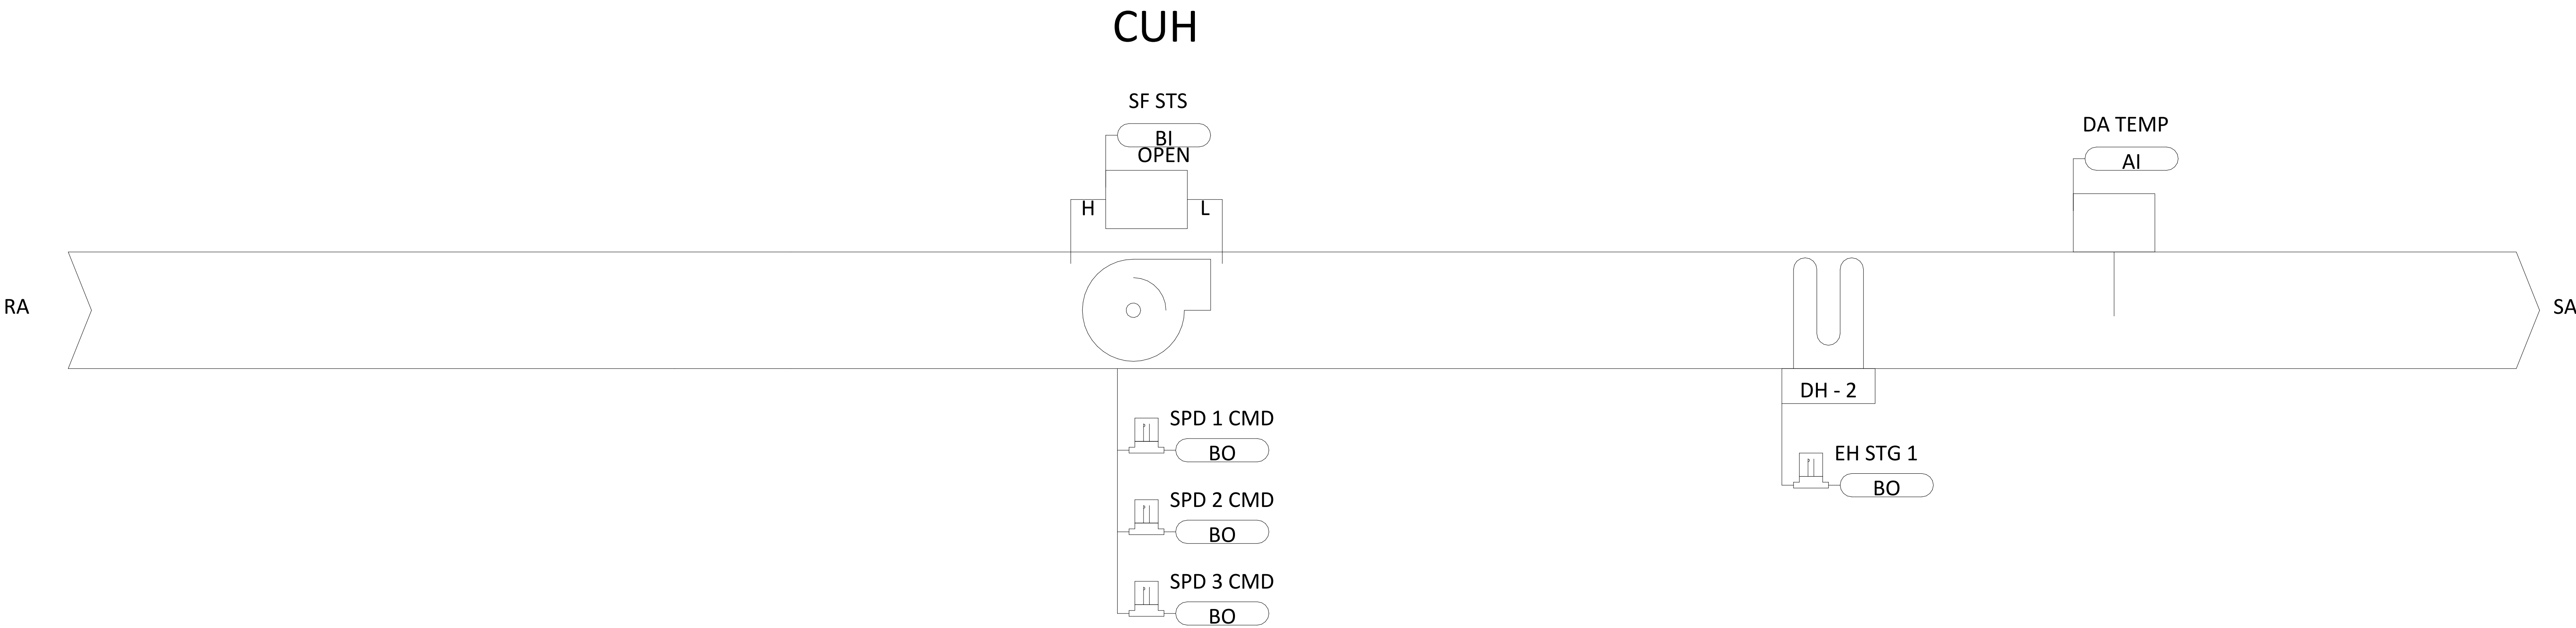 CUH
SF STS
BI
OPEN
H
L
DA TEMP
AI
RA
SA
DH - 2
SPD 1 CMD
BO
EH STG 1
BO
SPD 2 CMD
BO
SPD 3 CMD
BO